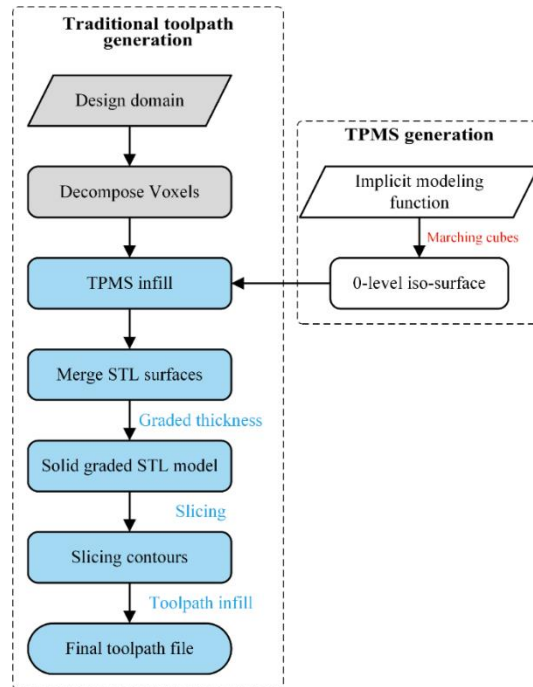 Traditional toolpath
generation
Design domain
Decompose Voxels
TPMS infill
Merge STL surfaces
Graded thickness
Solid graded STL model
Slicing
Slicing contours
Toolpath infill
Final toolpath file
TPMS generation
Implicit modeling
function
Marching cubes
0-level iso-surface